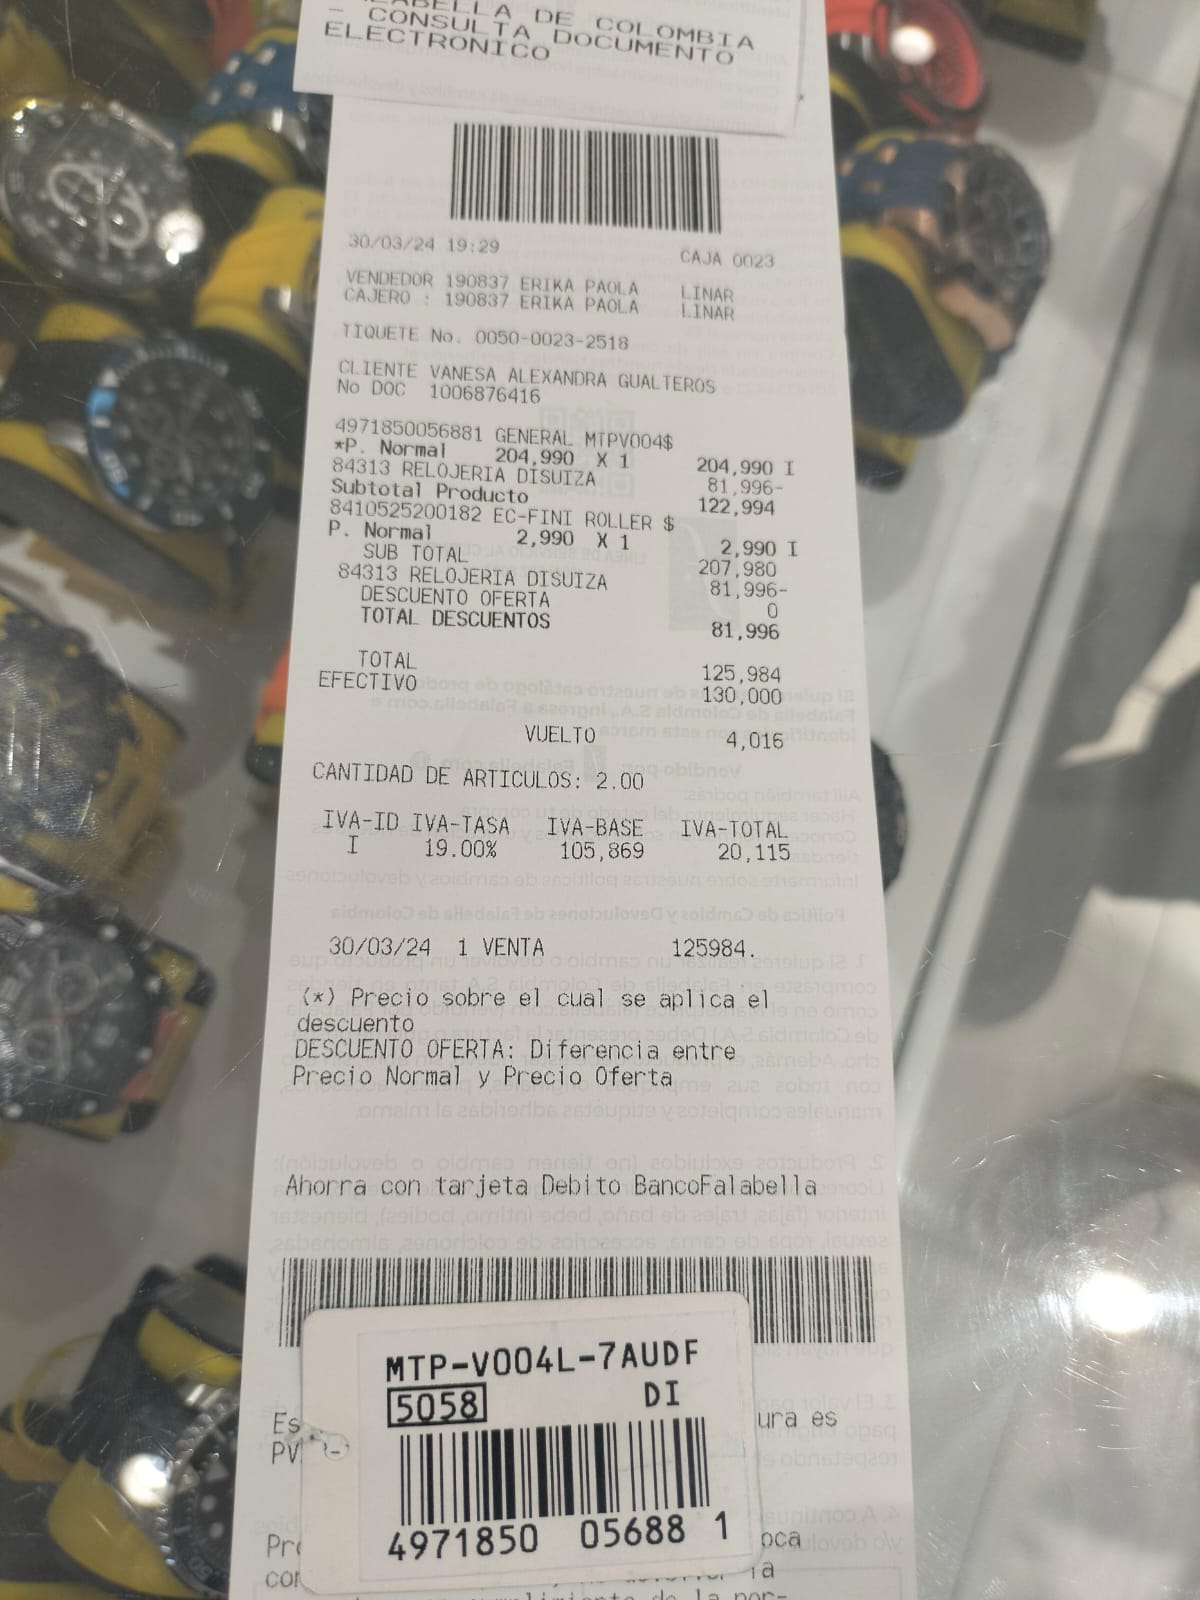 ABELLA DE COLOMBIA
- CONSULTA DOCUMENTO
ELECTRONICO
30/03/24 19:29 CAJA 0023
VENDEDOR 190837 ERIKA PAOLA LINAR
CAJERO : 190837 ERIKA PAOLA LINAR
TIQUETE No. 0050-0023-2518
CLIENTE VANESA ALEXANDRA GUALTEROS
No DOC 1006876416
4971850056881 GENERAL MTPV004$
*P. Normal 204,990 X 1 204,990 I
84313 RELOJERIA DISUIZA 81,996-
Subtotal Producto 122,994
8410525200182 EC-FINI ROLLER $
P. Normal 2,990 X 1 2,990 I
SUB TOTAL 207,980
84313 RELOJERIA DISUIZA 81,996-
DESCUENTO OFERTA 0
TOTAL DESCUENTOS 81,996
TOTAL 125,984
EFECTIVO 130,000
VUELTO 4,016
CANTIDAD DE ARTICULOS: 2.00
IVA-ID IVA-TASA IVA-BASE IVA-TOTAL
I 19.00% 105,869 20,115
30/03/24 1 VENTA 125984.
(*) Precio sobre el cual se aplica el
descuento
DESCUENTO OFERTA: Diferencia entre
Precio Normal y Precio Oferta
Ahorra con tarjeta Debito BancoFalabella
MTP-V004L-7AUDF
5058 DI
Es ura es
PV
4971850 05688 1